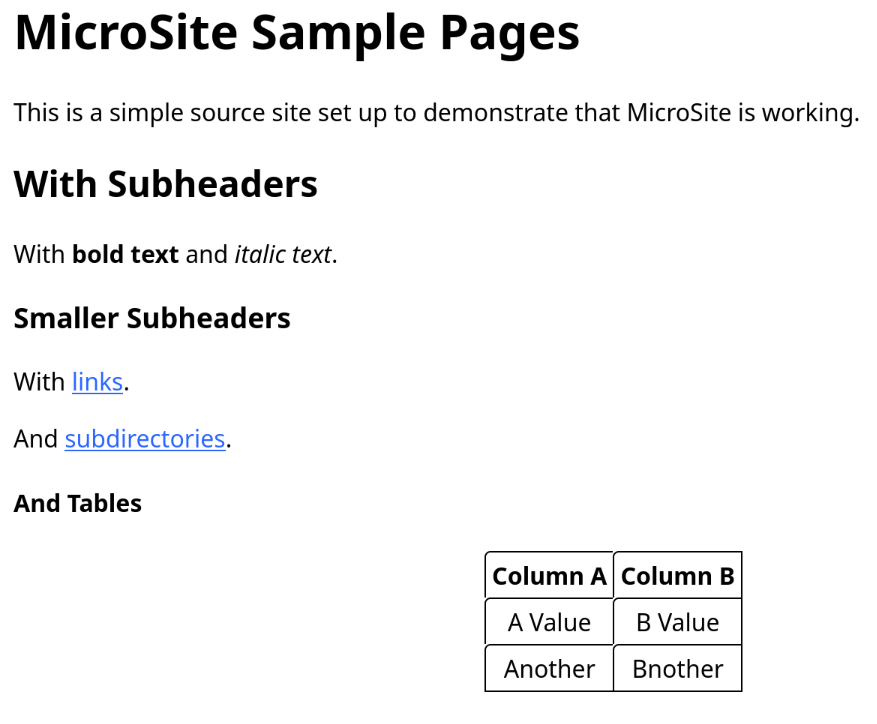 MicroSite Sample Pages
This is a simple source site set up to demonstrate that MicroSite is working.
With Subheaders
With bold text and italic text.
Smaller Subheaders
With links.
And subdirectories.
And Tables
Column A Column B
A Value B Value
Another Bnother